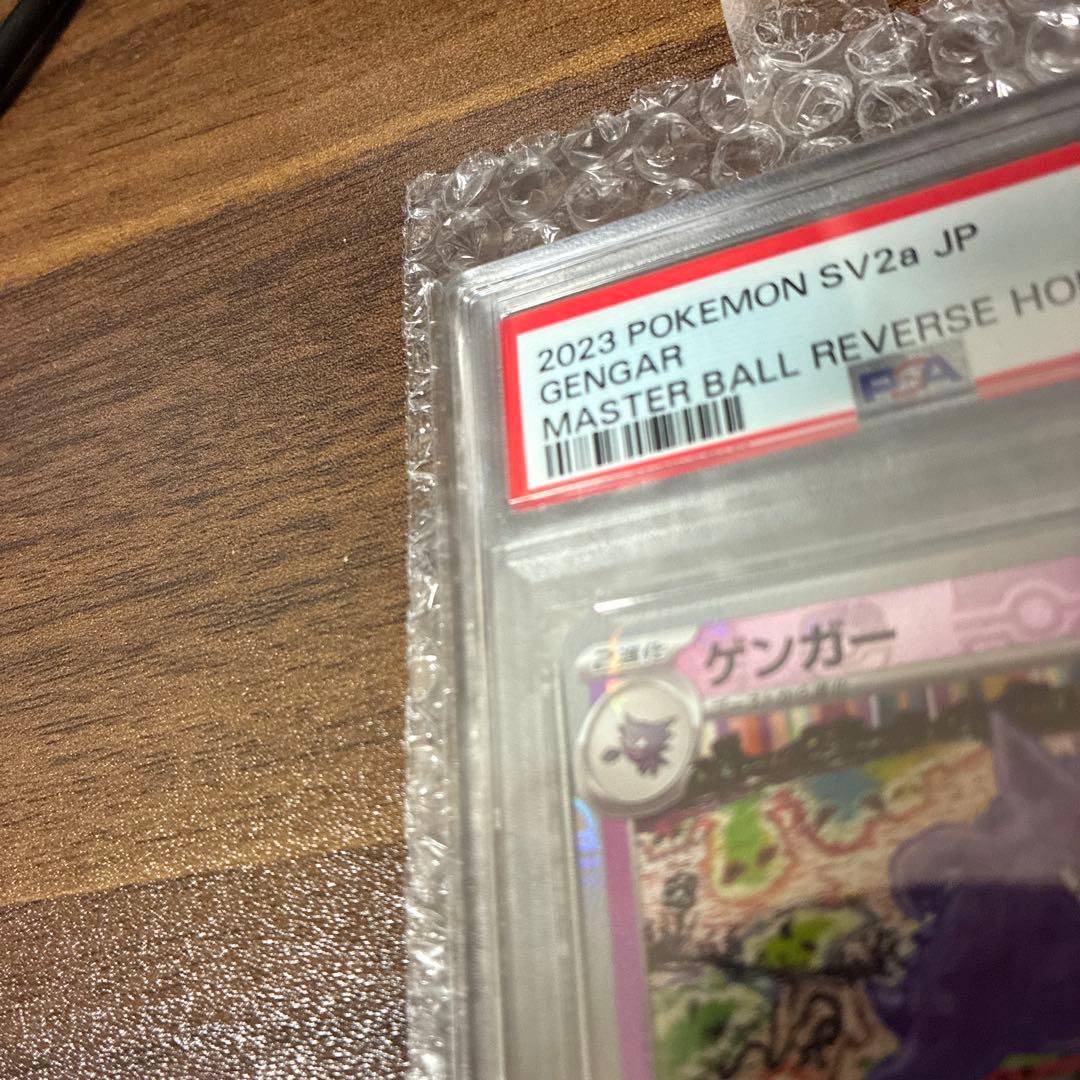 2023 POKEMON SV2a JP
GENGAR
MASTER BALL REVERSE HO
PSA
ゲンガー